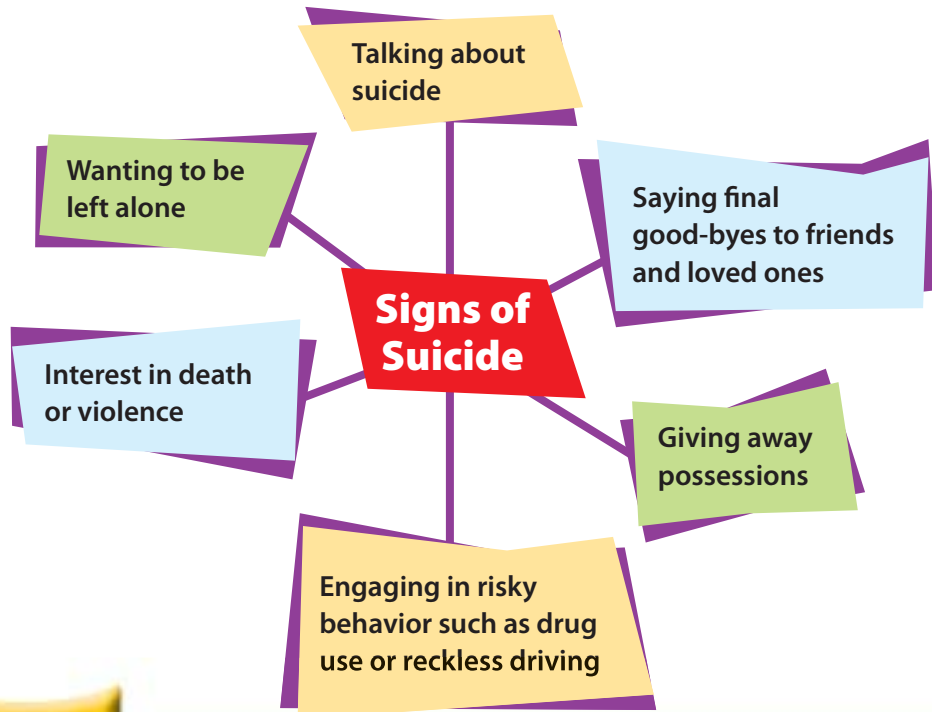 Talking about
suicide
Wanting to be
left alone
Saying final
good-byes to friends
and loved ones
Signs of
Suicide
Interest in death
or violence
Giving away
possessions
Engaging in risky
behavior such as drug
use or reckless driving